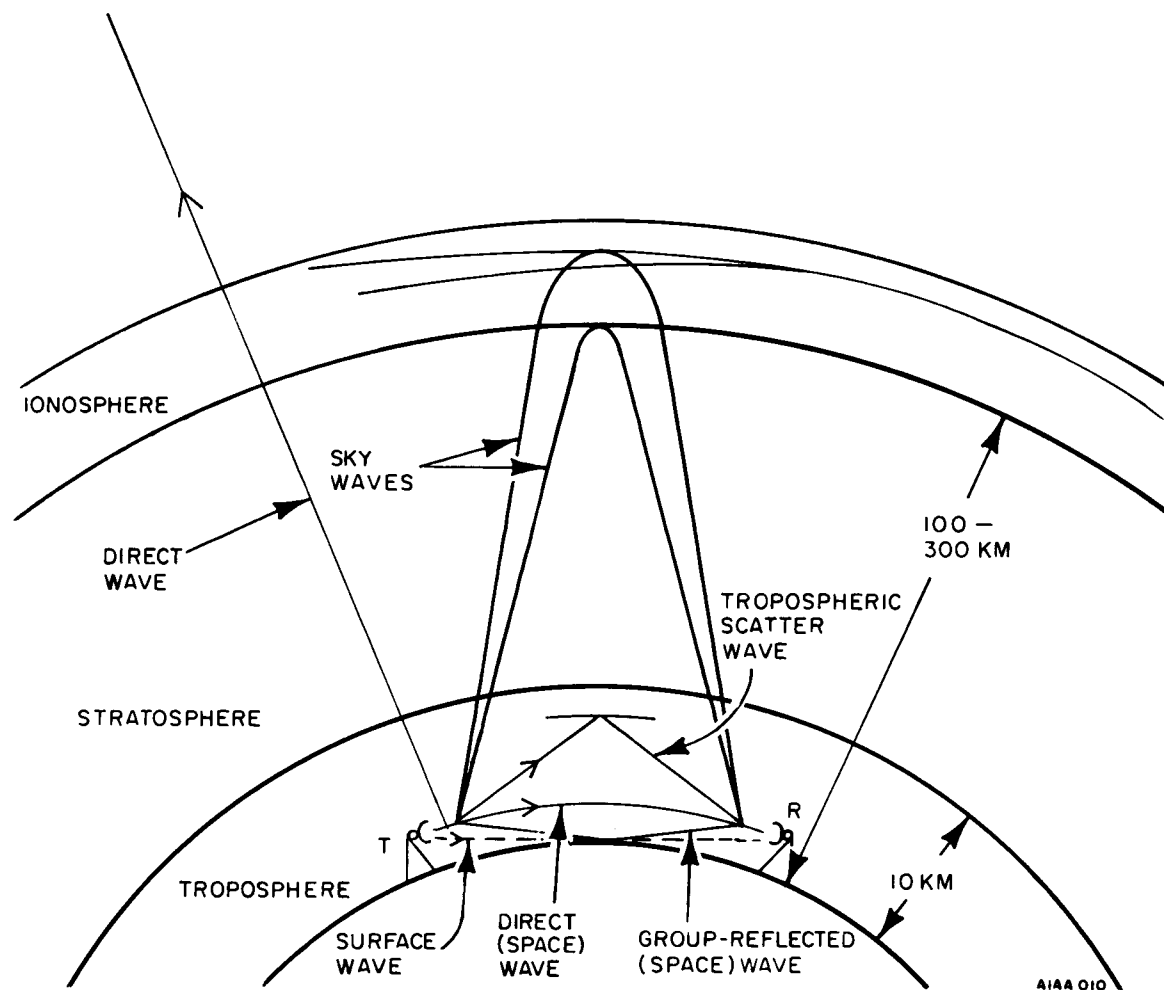 IONOSPHERE
SKY
WAVES
DIRECT
WAVE
100 –
300 KM
TROPOSPHERIC
SCATTER
WAVE
STRATOSPHERE
T
R
TROPOSPHERE
10 KM
SURFACE
WAVE
DIRECT
(SPACE)
WAVE
GROUP-REFLECTED
(SPACE) WAVE
AIAA 010